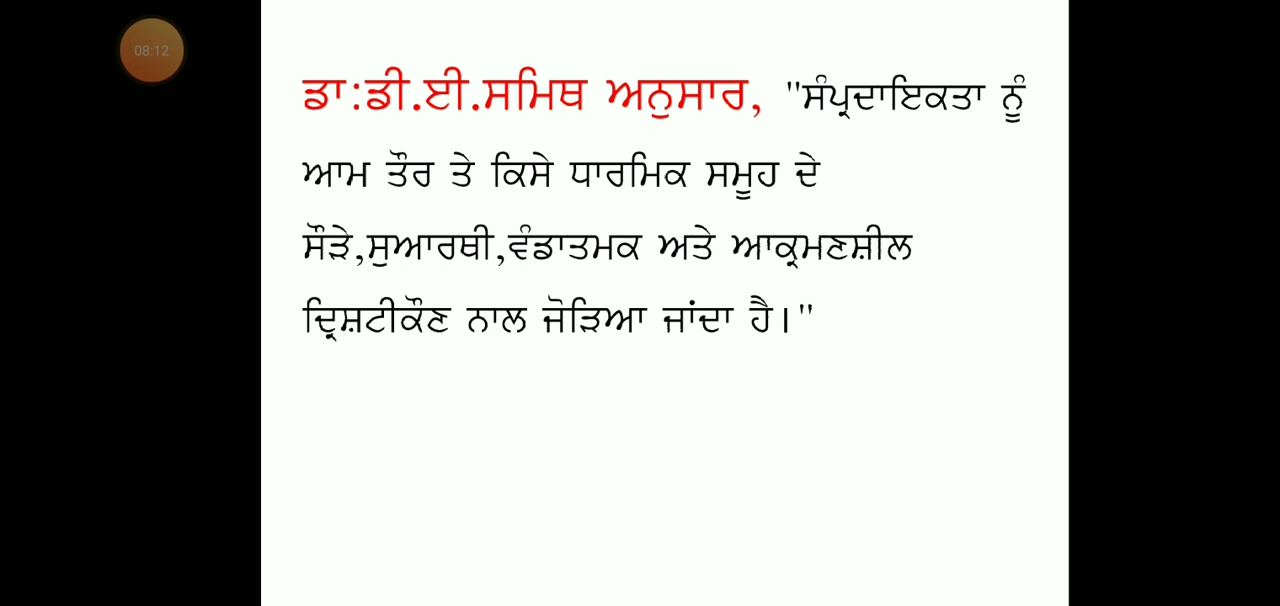 08:12
ਡਾ:ਡੀ.ਈ.ਸਮਿਥ ਅਨੁਸਾਰ, "ਸੰਪ੍ਰਦਾਇਕਤਾ ਨੂੰ
ਆਮ ਤੌਰ ਤੇ ਕਿਸੇ ਧਾਰਮਿਕ ਸਮੂਹ ਦੇ
ਸੌੜੇ,ਸੁਆਰਥੀ,ਵੰਡਾਤਮਕ ਅਤੇ ਆਕ੍ਰਮਣਸ਼ੀਲ
ਦ੍ਰਿਸ਼ਟੀਕੌਣ ਨਾਲ ਜੋੜਿਆ ਜਾਂਦਾ ਹੈ।"